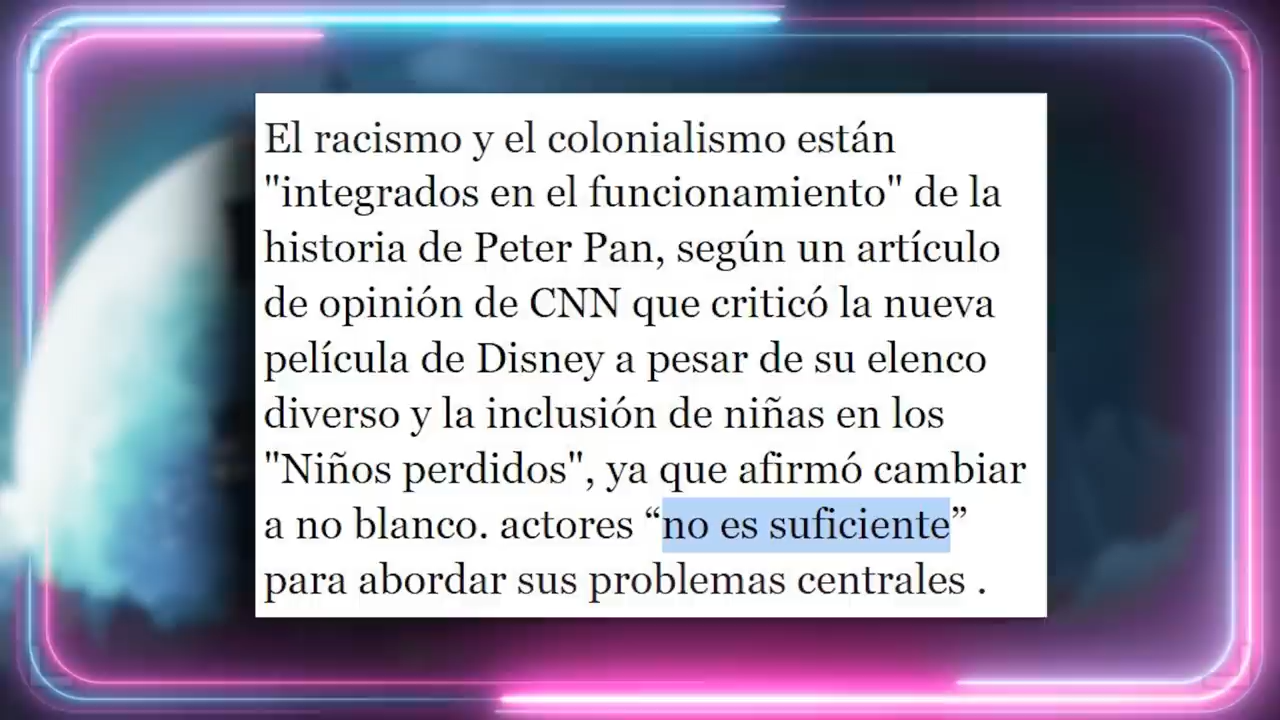 El racismo y el colonialismo están
"integrados en el funcionamiento" de la
historia de Peter Pan, según un artículo
de opinión de CNN que criticó la nueva
película de Disney a pesar de su elenco
diverso y la inclusión de niñas en los
"Niños perdidos", ya que afirmó cambiar
a no blanco. actores “no es suficiente”
para abordar sus problemas centrales .